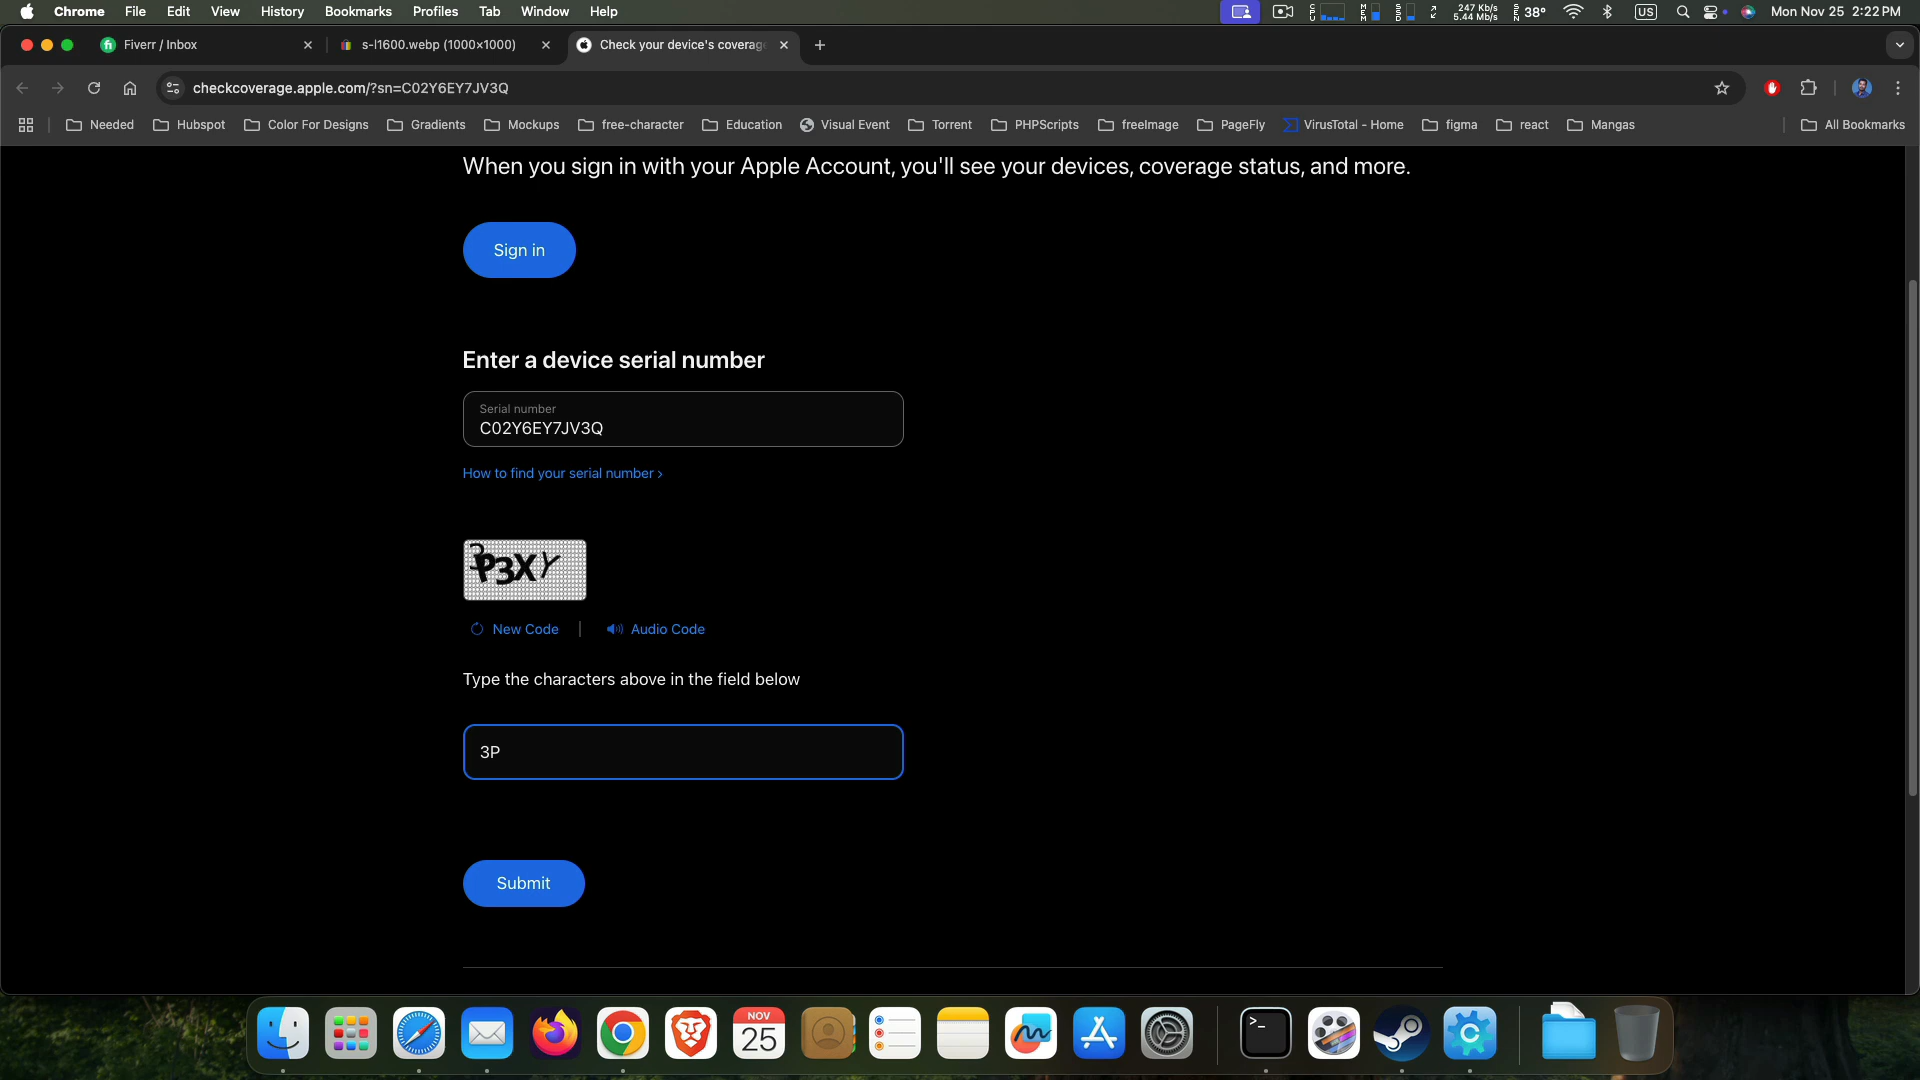 Chrome File Edit View History Bookmarks Profiles Tab Window Help 247 Kb/s 5.44 Mb/s 38° US Mon Nov 25 2:22 PM
Fiverr / Inbox s-l1600.webp (1000×1000) Check your device's coverage
checkcoverage.apple.com/?sn=C02Y6EY7JV3Q
Needed Hubspot Color For Designs Gradients Mockups free-character Education Visual Event Torrent PHPScripts freeImage PageFly VirusTotal - Home figma react Mangas All Bookmarks
When you sign in with your Apple Account, you'll see your devices, coverage status, and more.
Sign in
Enter a device serial number
Serial number
C02Y6EY7JV3Q
How to find your serial number >
3P3XY
New Code | Audio Code
Type the characters above in the field below
3P
Submit
NOV
25